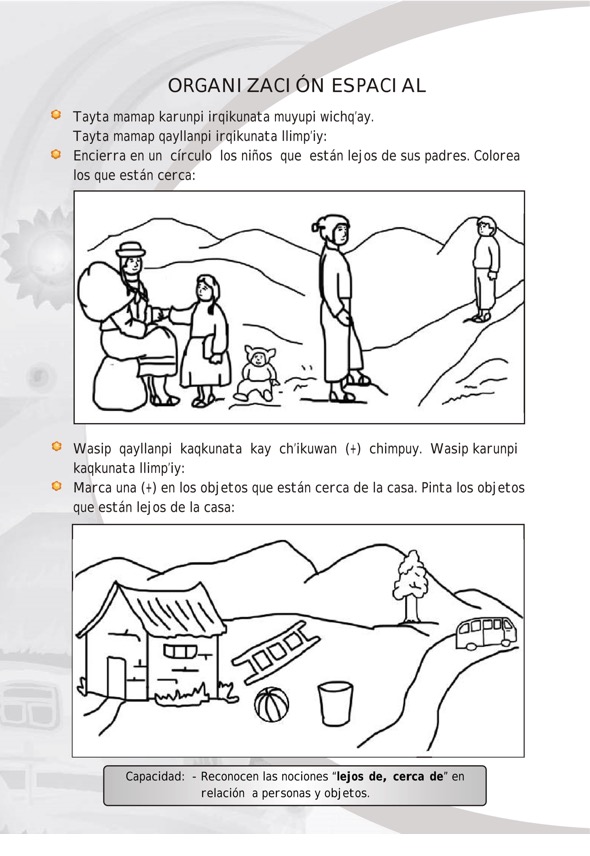 ORGANIZACIÓN ESPACIAL
Tayta mamap karunpi irqikunata muyupi wichq'ay.
Tayta mamap qayllanpi irqikunata llimp'iy:
Encierra en un círculo los niños que están lejos de sus padres. Colorea
los que están cerca:
Wasip qayllanpi kaqkunata kay ch'ikuwan (+) chimpuy. Wasip karunpi
kaqkunata llimp'iy:
Marca una (+) en los objetos que están cerca de la casa. Pinta los objetos
que están lejos de la casa:
Capacidad: - Reconocen las nociones "lejos de, cerca de" en
relación a personas y objetos.